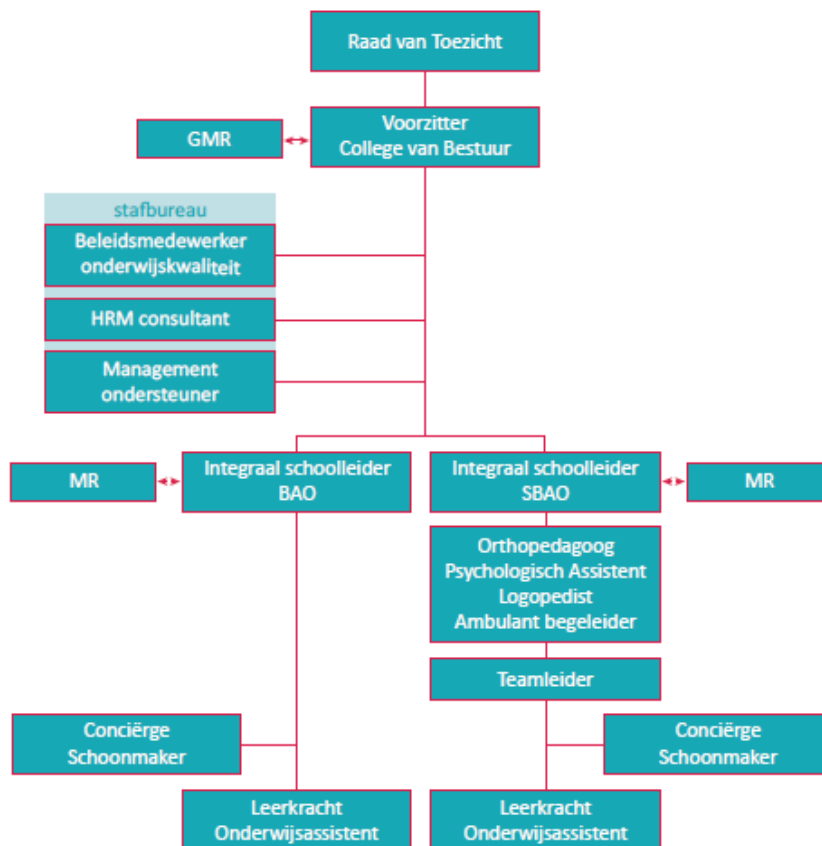 Raad van Toezicht
Voorzitter
College van Bestuur
GMR
stafbureau
Beleidsmedewerker
onderwijskwaliteit
HRM consultant
Management
ondersteuner
MR
Integraal schoolleider
BAO
Integraal schoolleider
SBAO
MR
Orthopedagoog
Psychologisch Assistent
Logopedist
Ambulant begeleider
Teamleider
Conciërge
Schoonmaker
Conciërge
Schoonmaker
Leerkracht
Onderwijsassistent
Leerkracht
Onderwijsassistent